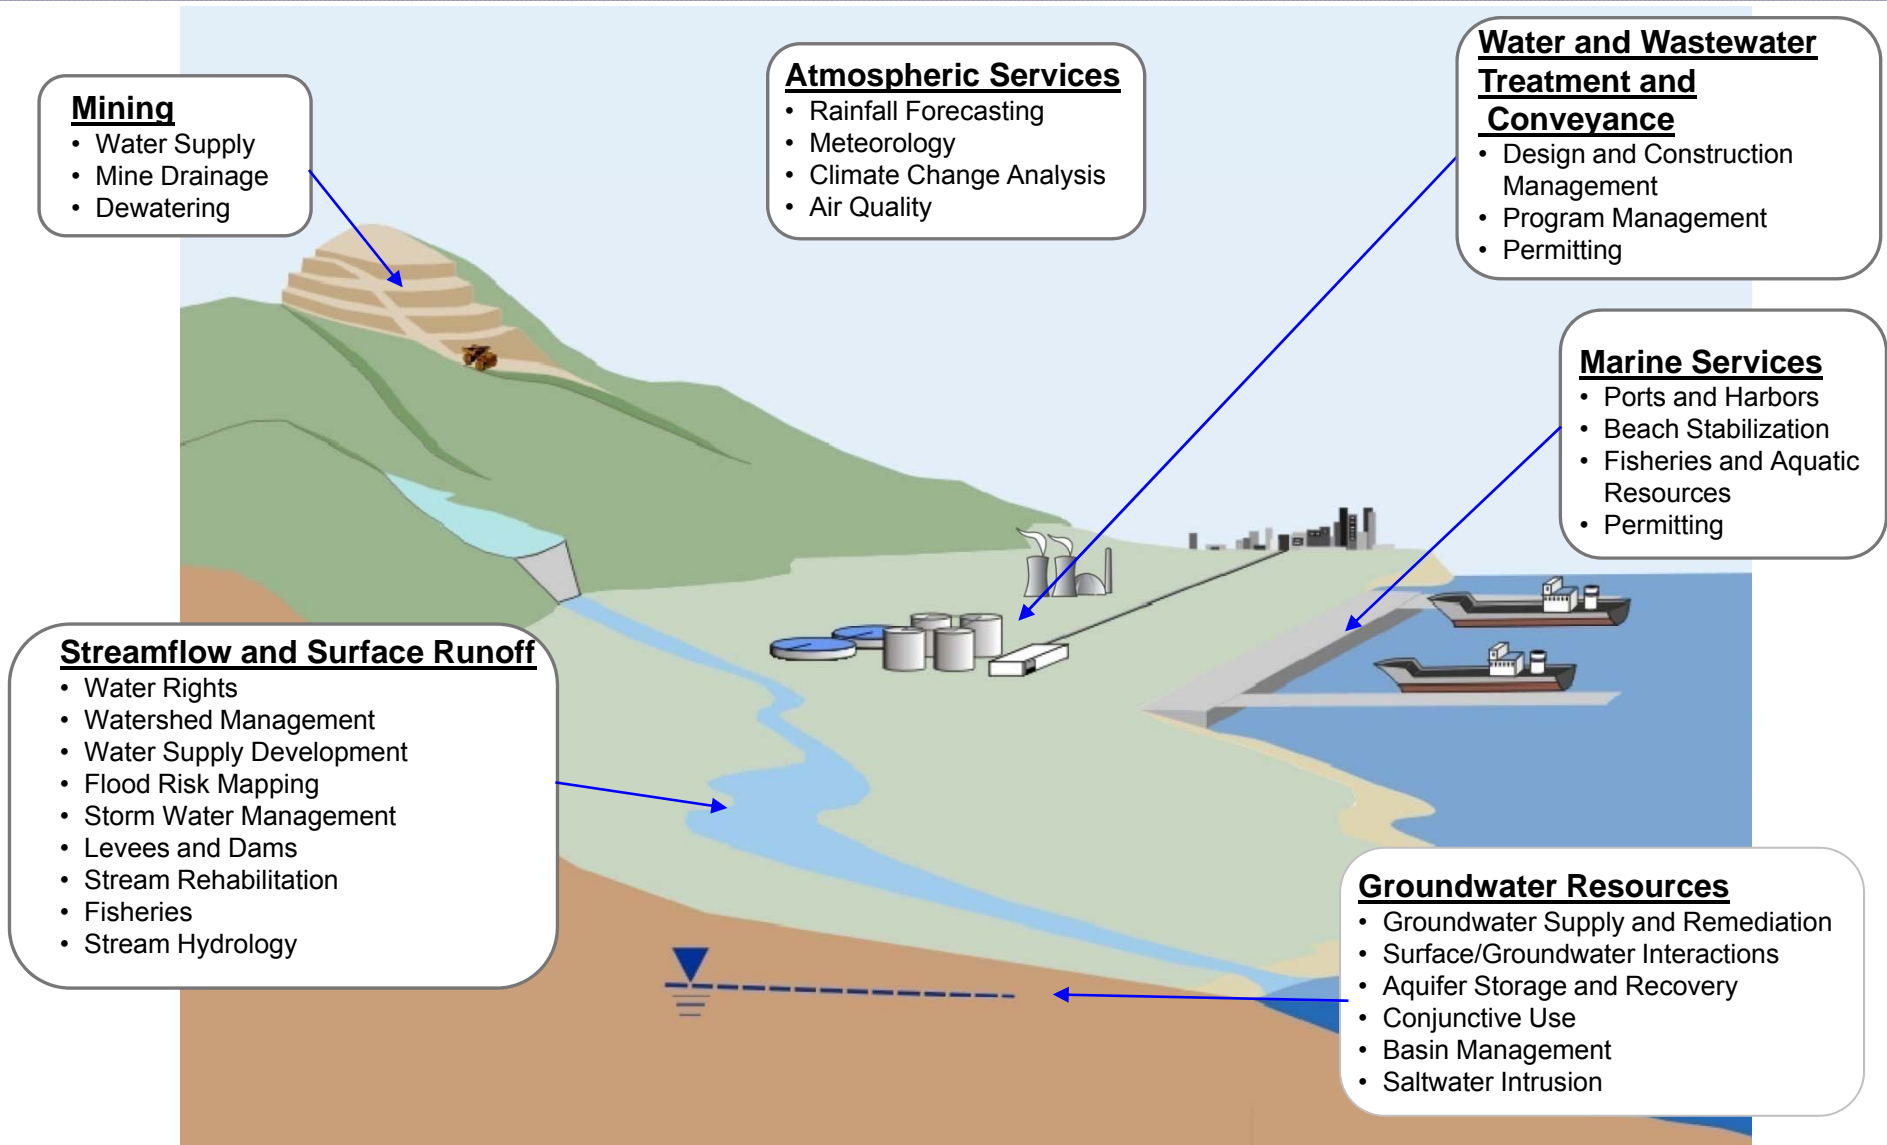 Mining
• Water Supply
• Mine Drainage
• Dewatering
Atmospheric Services
• Rainfall Forecasting
• Meteorology
• Climate Change Analysis
• Air Quality
Water and Wastewater
Treatment and
Conveyance
• Design and Construction
Management
• Program Management
• Permitting
Marine Services
• Ports and Harbors
• Beach Stabilization
• Fisheries and Aquatic
Resources
• Permitting
Streamflow and Surface Runoff
• Water Rights
• Watershed Management
• Water Supply Development
• Flood Risk Mapping
• Storm Water Management
• Levees and Dams
• Stream Rehabilitation
• Fisheries
• Stream Hydrology
Groundwater Resources
• Groundwater Supply and Remediation
• Surface/Groundwater Interactions
• Aquifer Storage and Recovery
• Conjunctive Use
• Basin Management
• Saltwater Intrusion